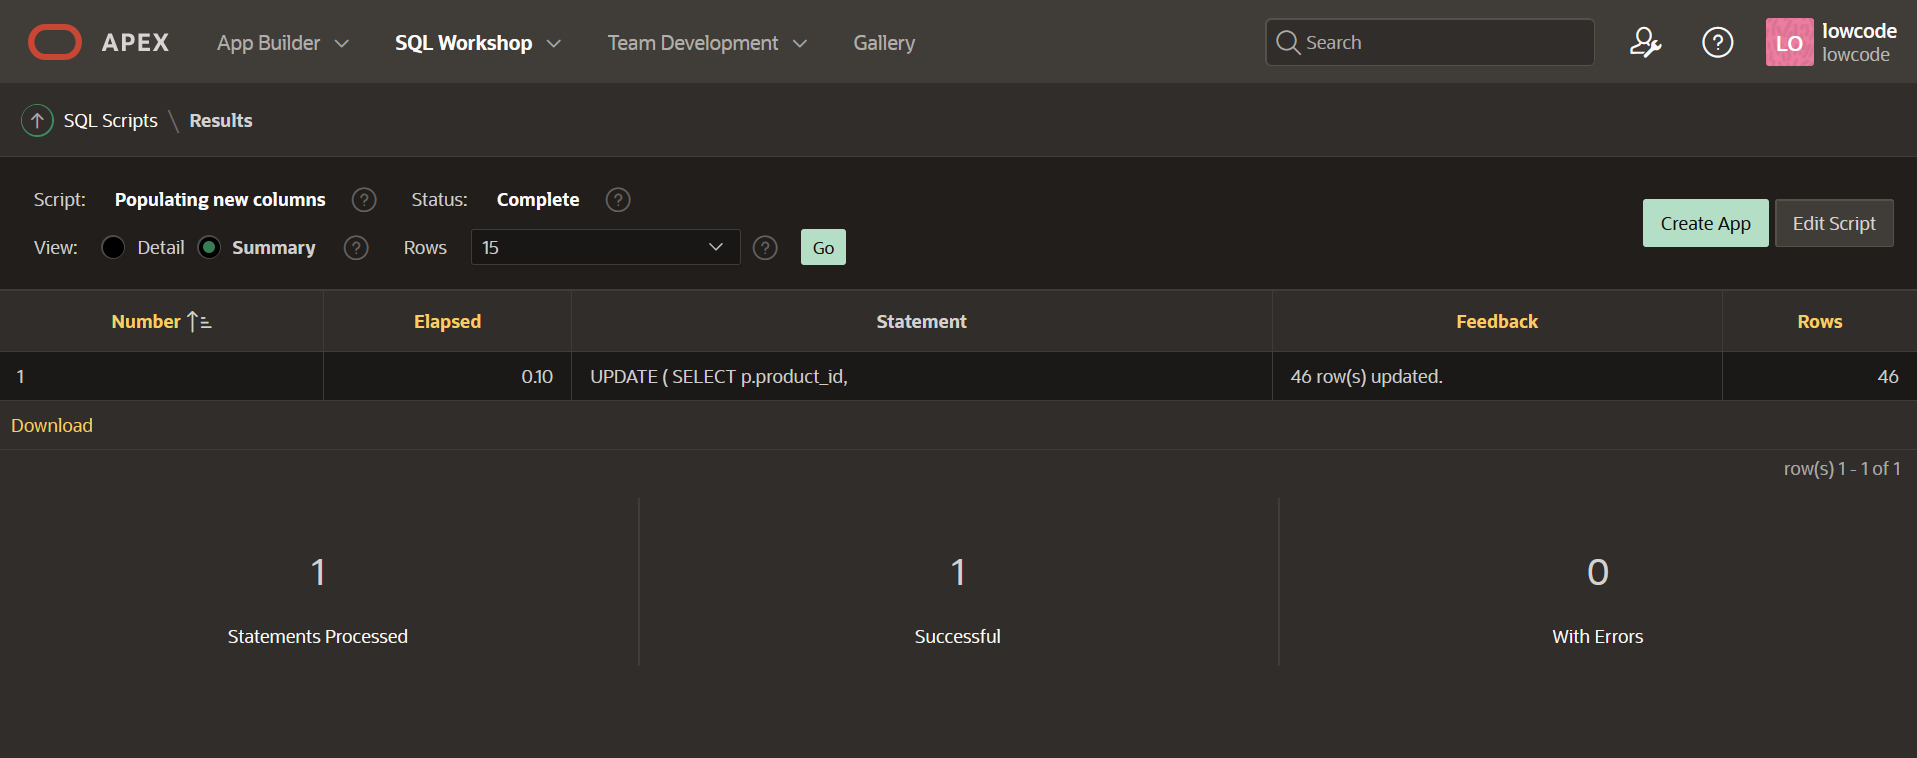 APEX App Builder SQL Workshop Team Development Gallery Search ? LO lowcode
lowcode
SQL Scripts \ Results
Script: Populating new columns ? Status: Complete ?
View: Detail Summary ? Rows 15 ? Go
Create App Edit Script
Number Elapsed Statement Feedback Rows
1 0.10 UPDATE ( SELECT p.product_id, 46 row(s) updated. 46
Download
row(s) 1 - 1 of 1
1 1 0
Statements Processed Successful With Errors